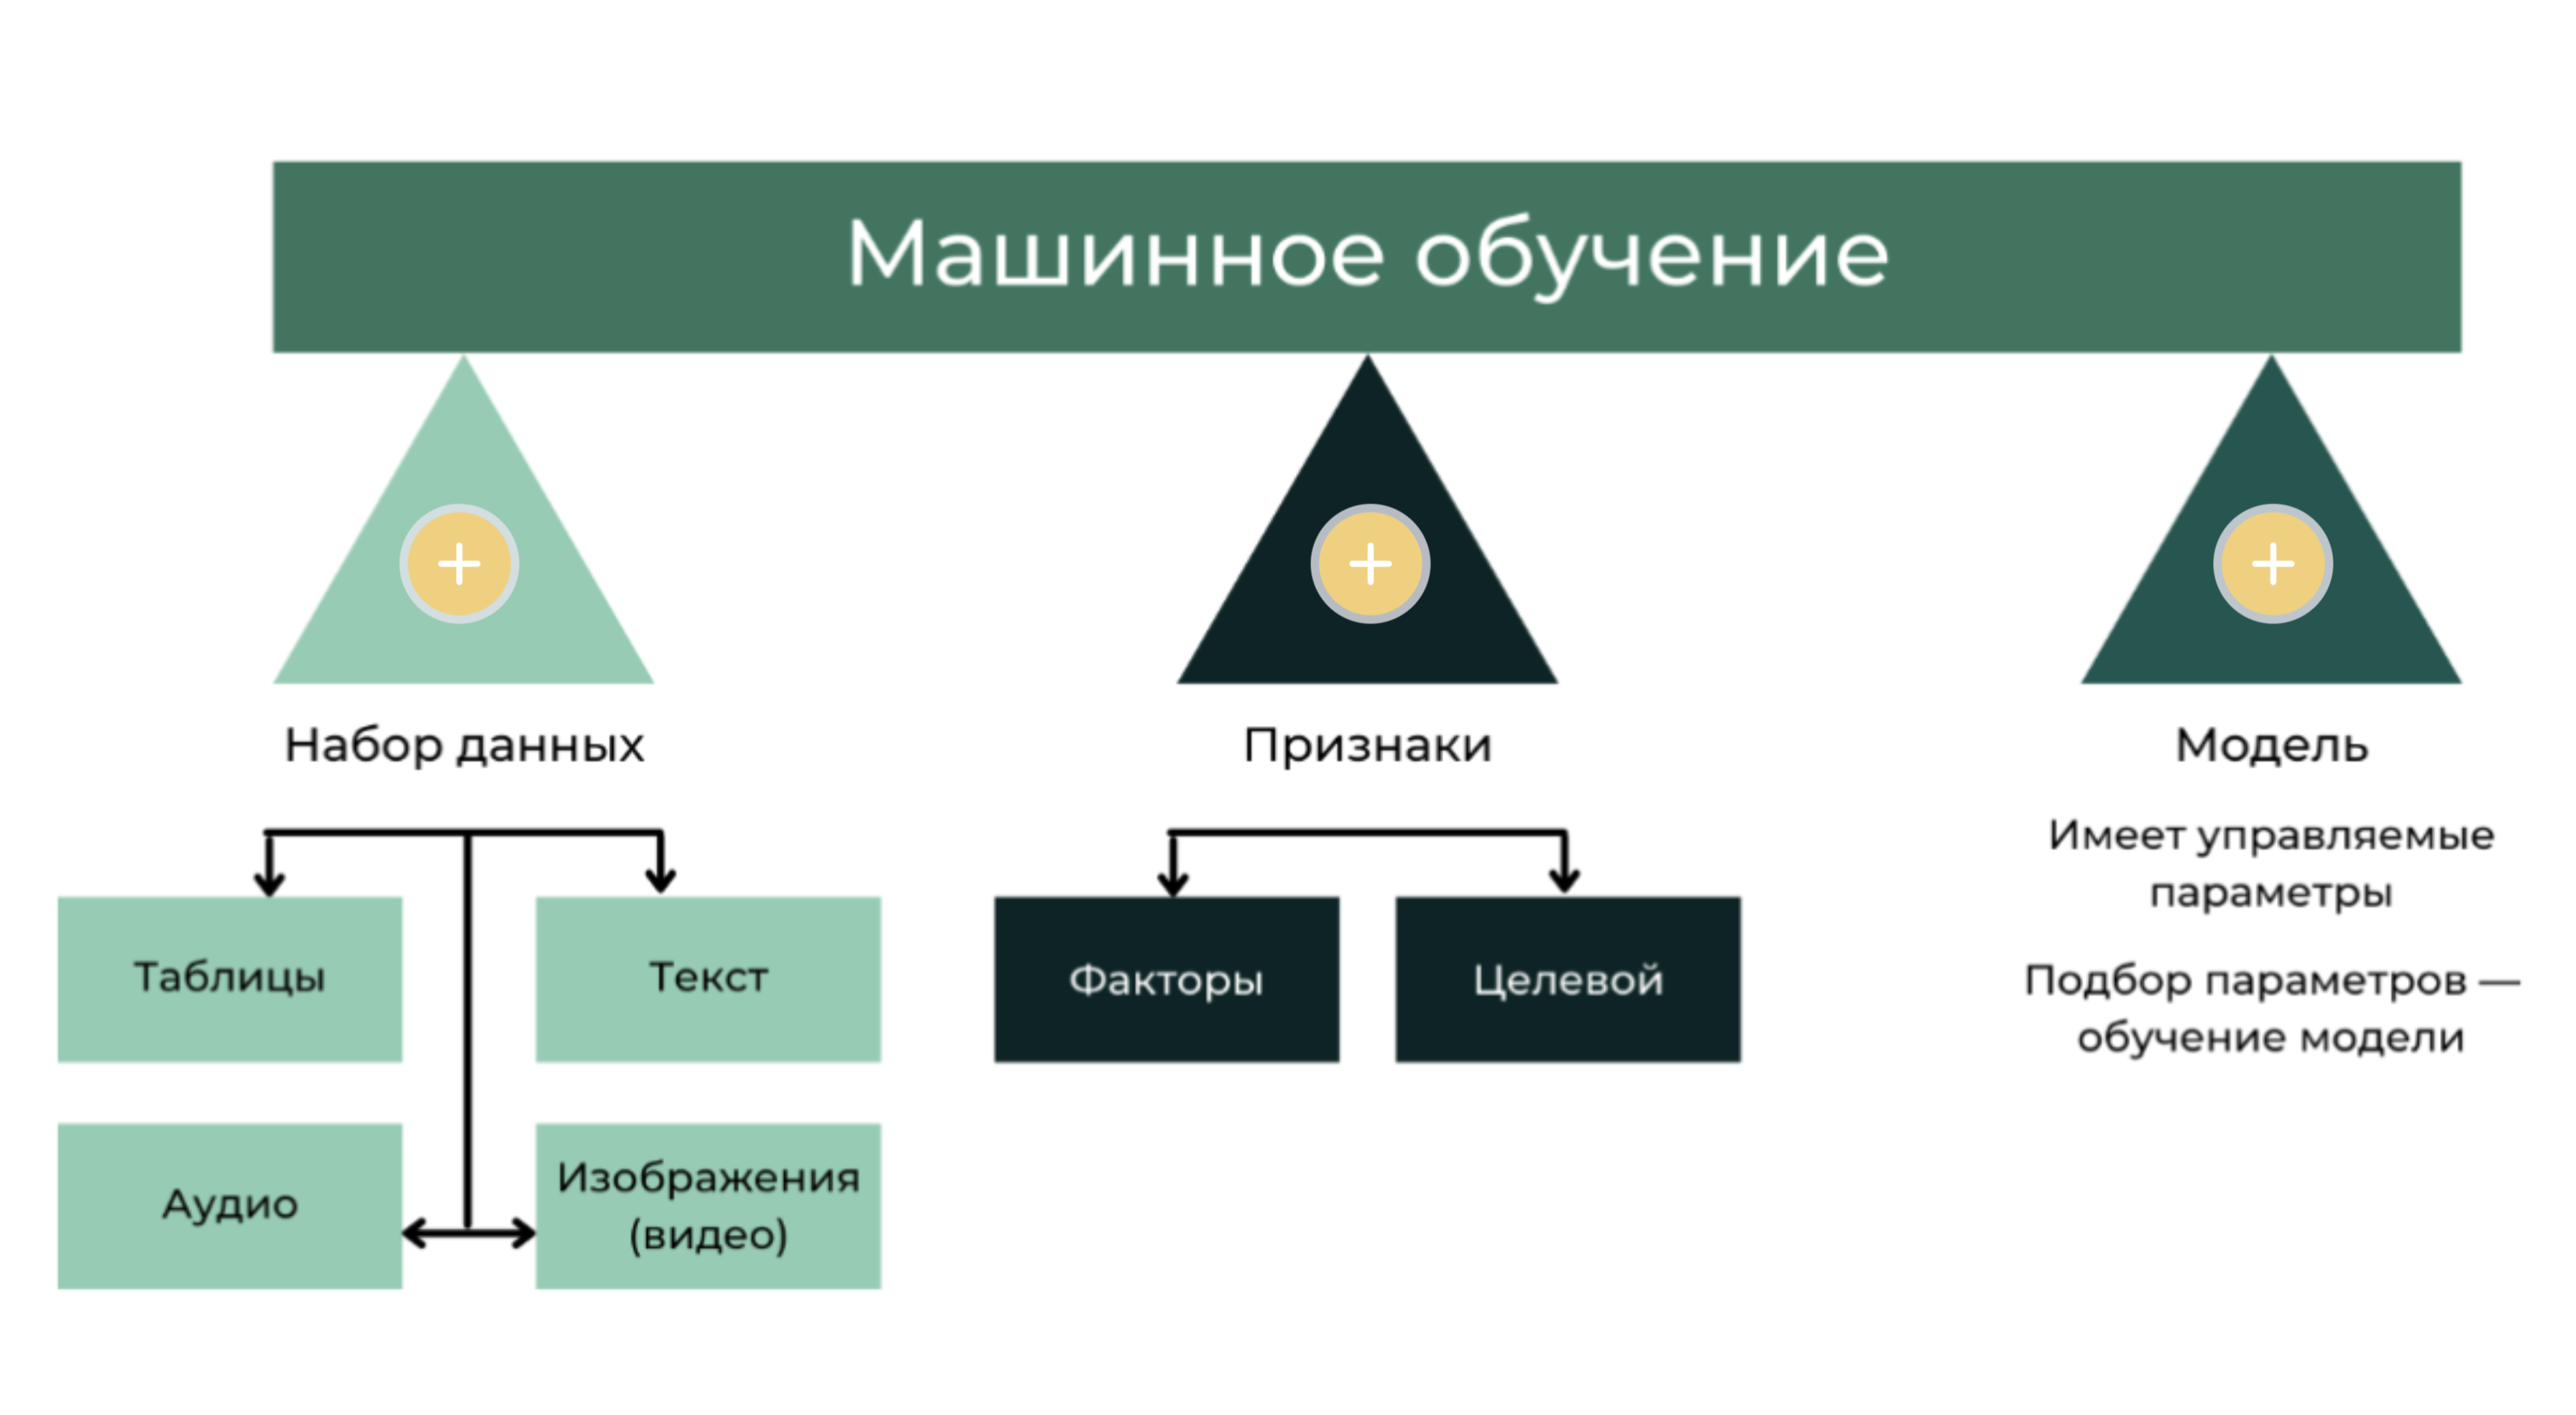 Машинное обучение
Набор данных
Признаки
Модель
Таблицы
Текст
Аудио
Изображения
(видео)
Факторы
Целевой
Имеет управляемые
параметры
Подбор параметров —
обучение модели